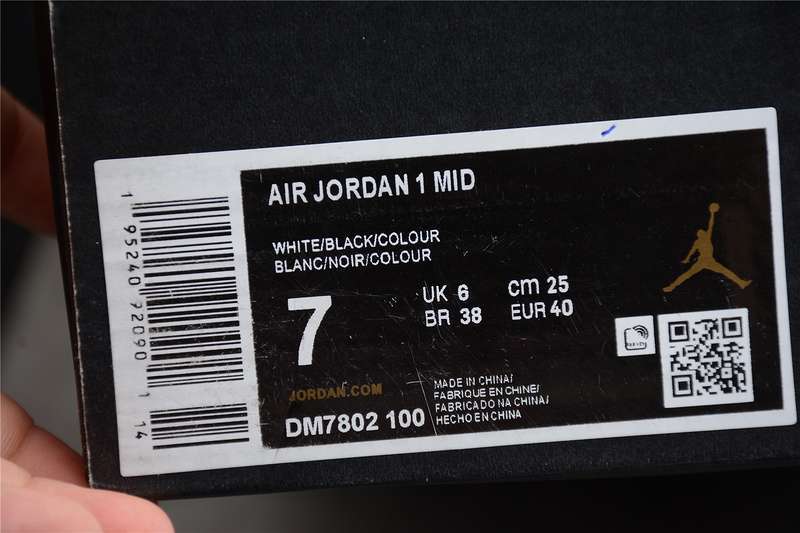 AIR JORDAN 1 MID
WHITE/BLACK/COLOUR
BLANC/NOIR/COLOUR
7
UK 6 cm 25
BR 38 EUR 40
JORDAN.COM
DM7802 100
MADE IN CHINA/
FABRIQUE EN CHINE/
FABRICADO NA CHINA/
HECHO EN CHINA
1 95240 92090 1 14